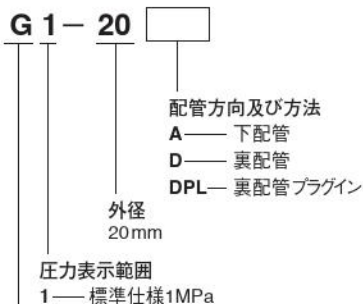 G 1 － 20
配管方向及び方法
A ── 下配管
D ── 裏配管
DPL─ 裏配管プラグイン
外径
20mm
圧力表示範囲
1 ── 標準仕様1MPa